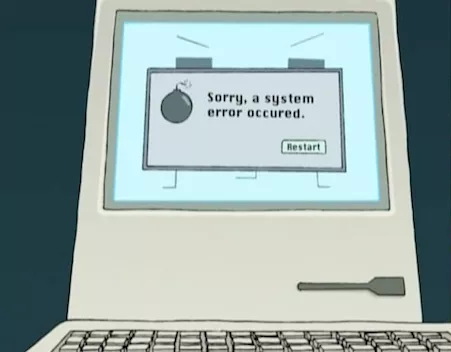 Sorry, a system
error occured.
Restart